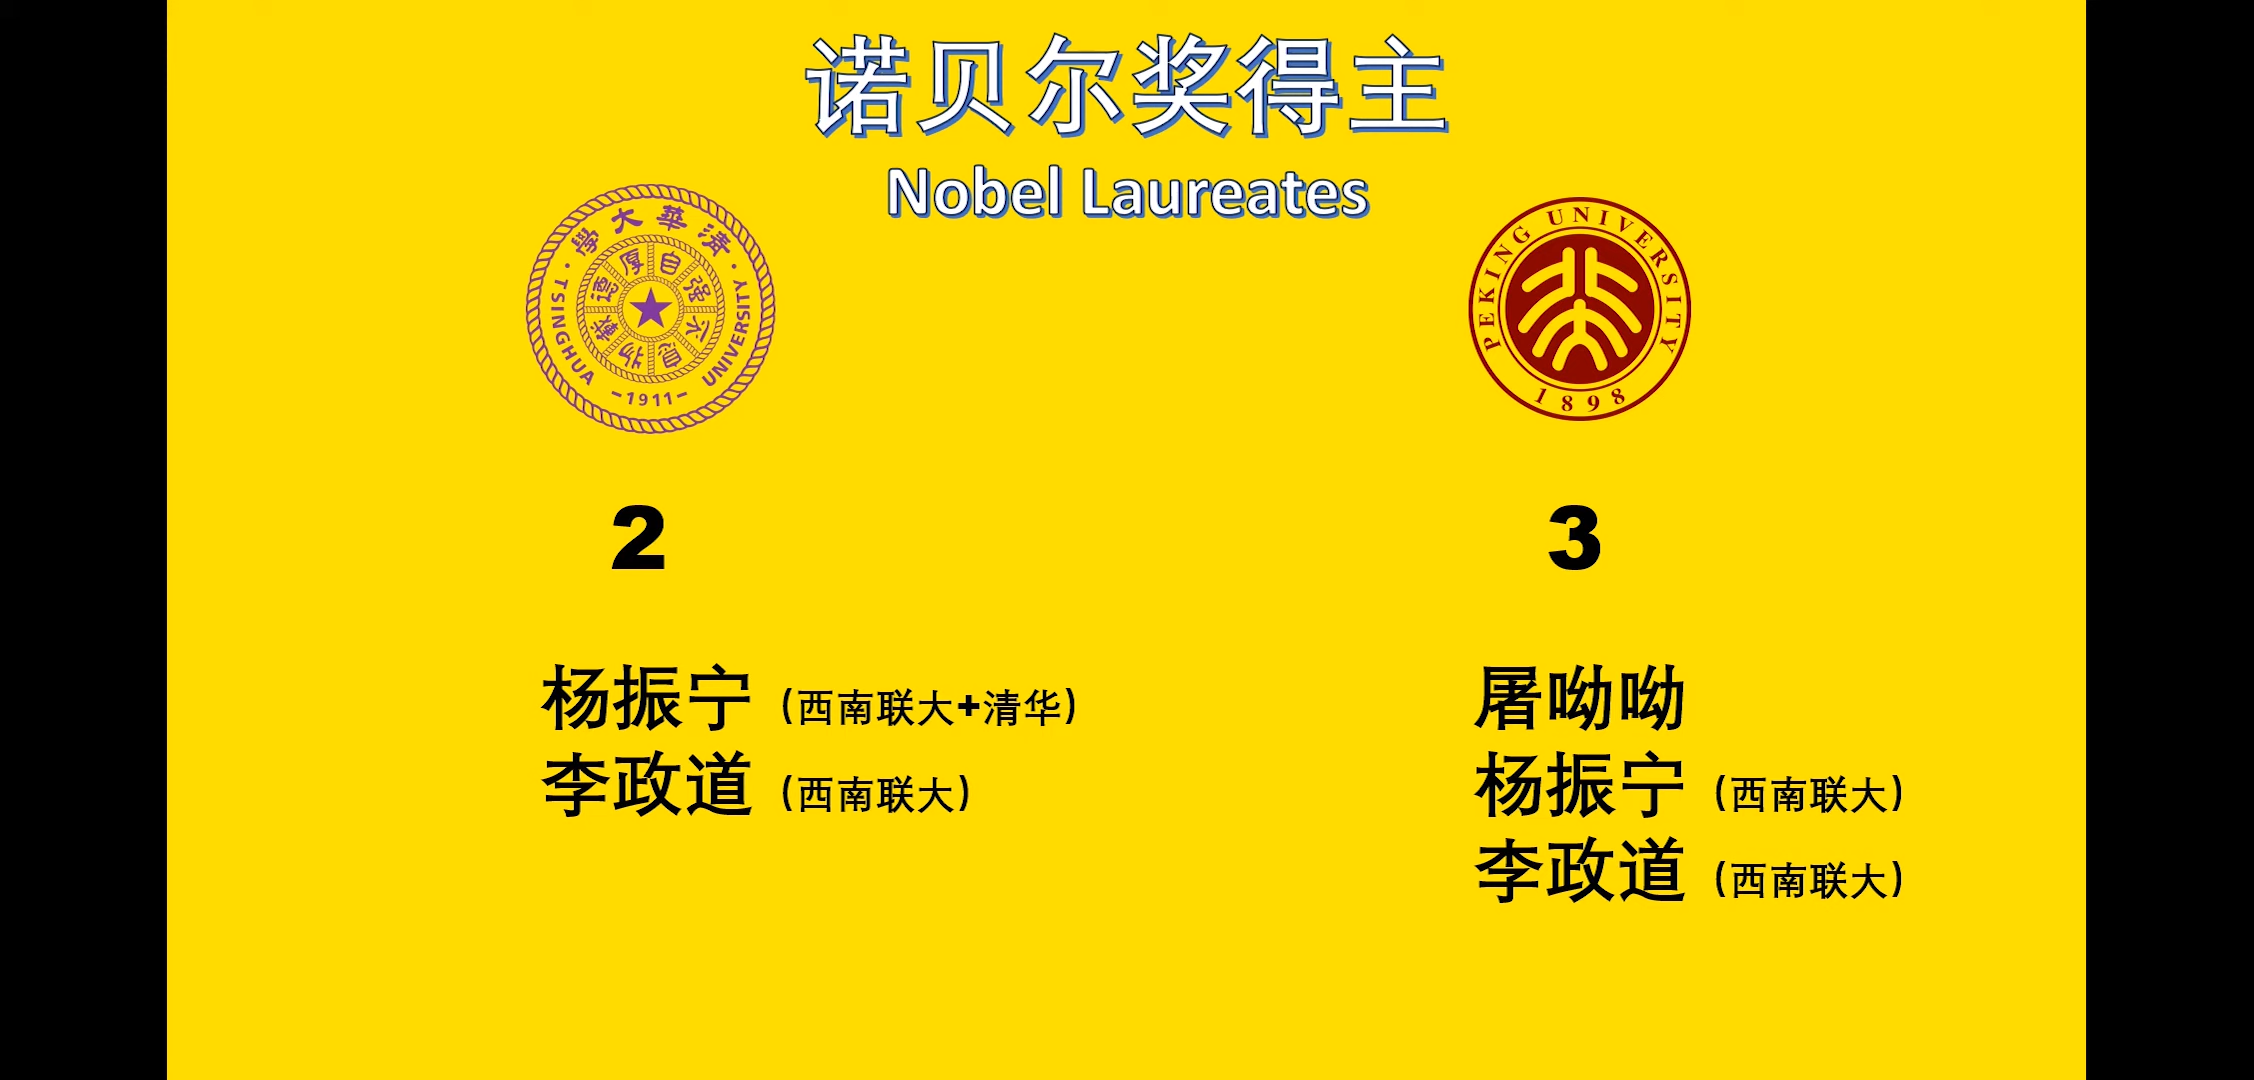 诺贝尔奖得主
Nobel Laureates
清華大學
自强不息
厚德载物
TSINGHUA UNIVERSITY
-1911-
PEKING UNIVERSITY
1898
2
3
杨振宁（西南联大+清华）
李政道（西南联大）
屠呦呦
杨振宁（西南联大）
李政道（西南联大）